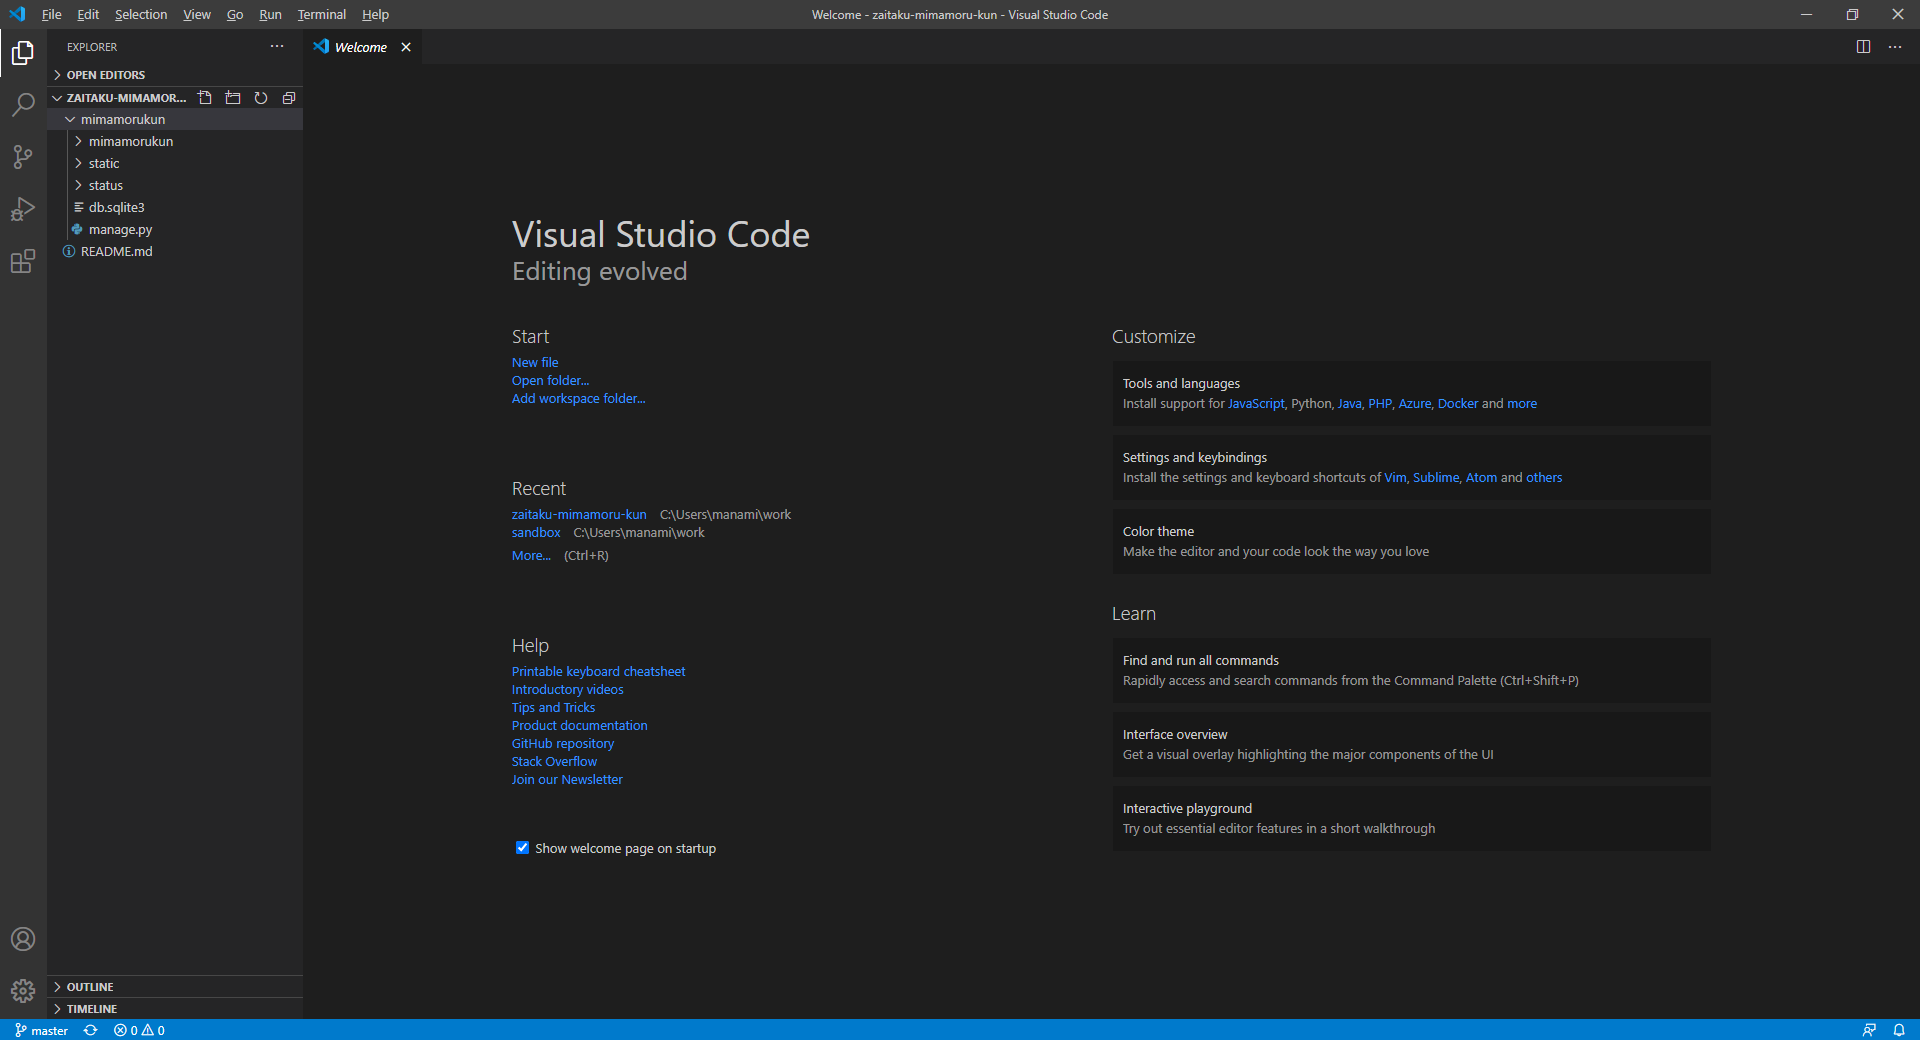 File Edit Selection View Go Run Terminal Help
Welcome - zaitaku-mimamoru-kun - Visual Studio Code
EXPLORER
OPEN EDITORS
ZAITAKU-MIMAMOR...
mimamorukun
mimamorukun
static
status
db.sqlite3
manage.py
README.md
OUTLINE
TIMELINE
Welcome
Visual Studio Code
Editing evolved
Start
New file
Open folder...
Add workspace folder...
Recent
zaitaku-mimamoru-kun C:\Users\manami\work
sandbox C:\Users\manami\work
More... (Ctrl+R)
Help
Printable keyboard cheatsheet
Introductory videos
Tips and Tricks
Product documentation
GitHub repository
Stack Overflow
Join our Newsletter
Show welcome page on startup
Customize
Tools and languages
Install support for JavaScript, Python, Java, PHP, Azure, Docker and more
Settings and keybindings
Install the settings and keyboard shortcuts of Vim, Sublime, Atom and others
Color theme
Make the editor and your code look the way you love
Learn
Find and run all commands
Rapidly access and search commands from the Command Palette (Ctrl+Shift+P)
Interface overview
Get a visual overlay highlighting the major components of the UI
Interactive playground
Try out essential editor features in a short walkthrough
master 0 0